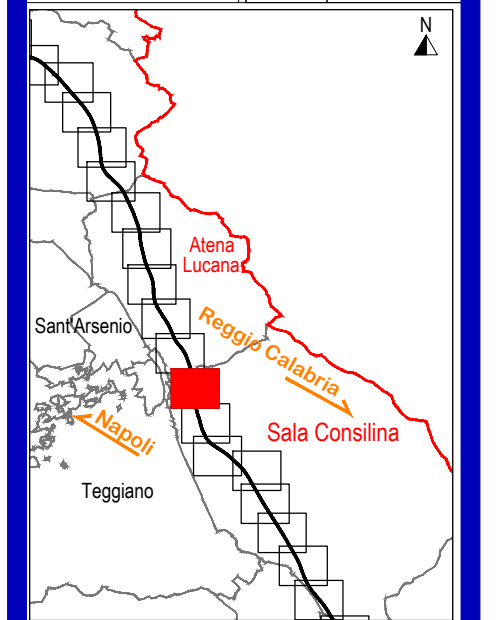 N
Atena
Lucana
Sant'Arsenio
Reggio Calabria
Napoli
Sala Consilina
Teggiano